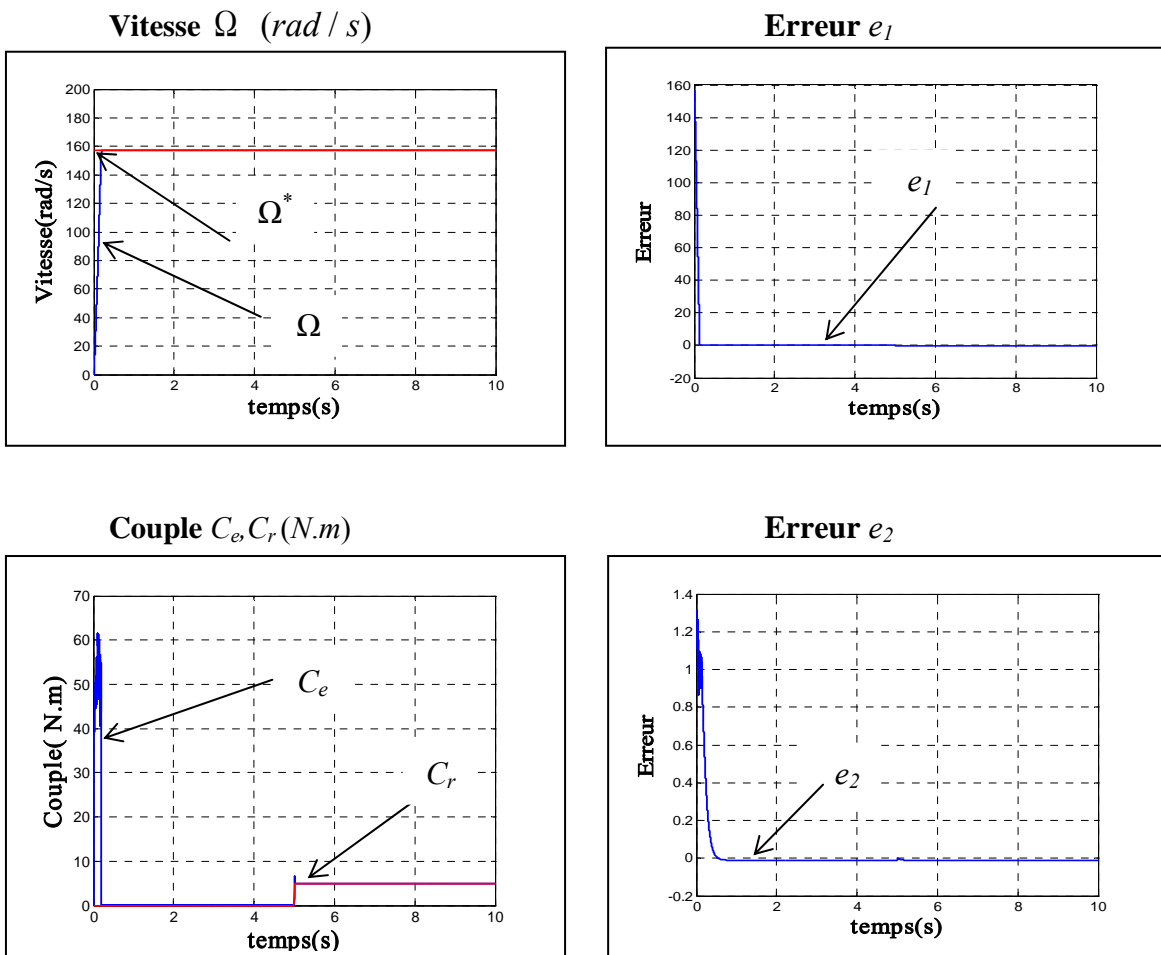 Vitesse Ω (rad / s)
200
180
160
140
120
100
80
60
40
20
0
0 2 4 6 8 10
Vitesse(rad/s)
temps(s)
Ω*
Ω
Erreur e1
160
140
120
100
80
60
40
20
0
-20
0 2 4 6 8 10
Erreur
temps(s)
e1
Couple Ce,Cr(N.m)
70
60
50
40
30
20
10
0
0 2 4 6 8 10
Couple( N.m)
temps(s)
Ce
Cr
Erreur e2
1.4
1.2
1
0.8
0.6
0.4
0.2
0
-0.2
0 2 4 6 8 10
Erreur
temps(s)
e2